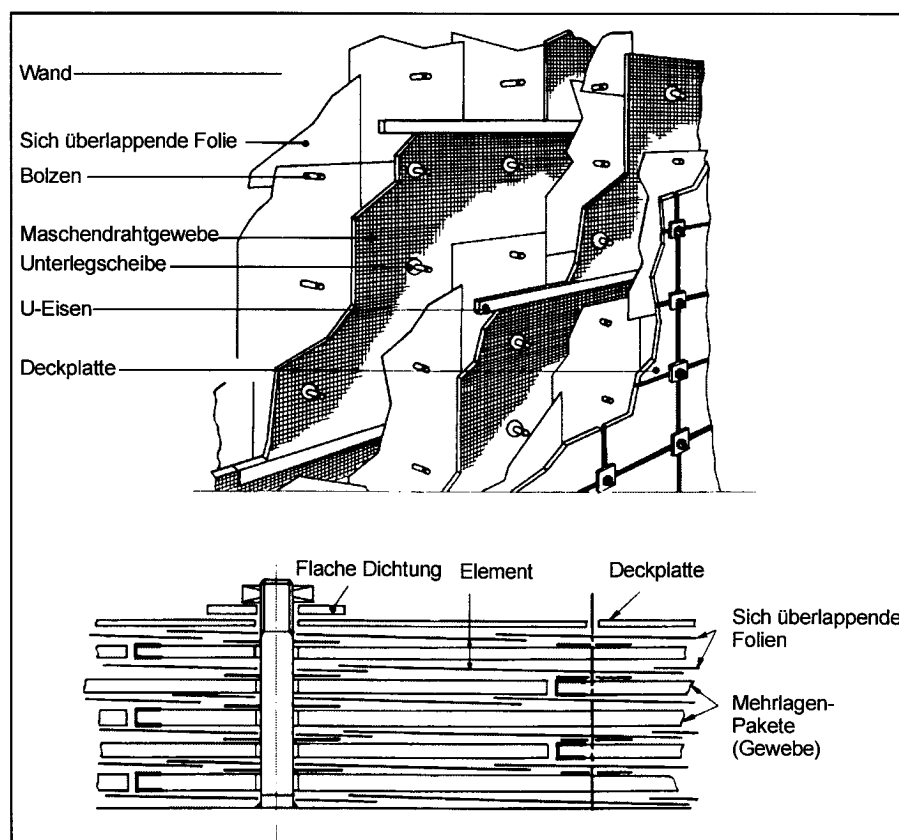 Wand
Sich überlappende Folie
Bolzen
Maschendrahtgewebe
Unterlegscheibe
U-Eisen
Deckplatte
Flache Dichtung
Element
Deckplatte
Sich überlappende
Folien
Mehrlagen-
Pakete
(Gewebe)